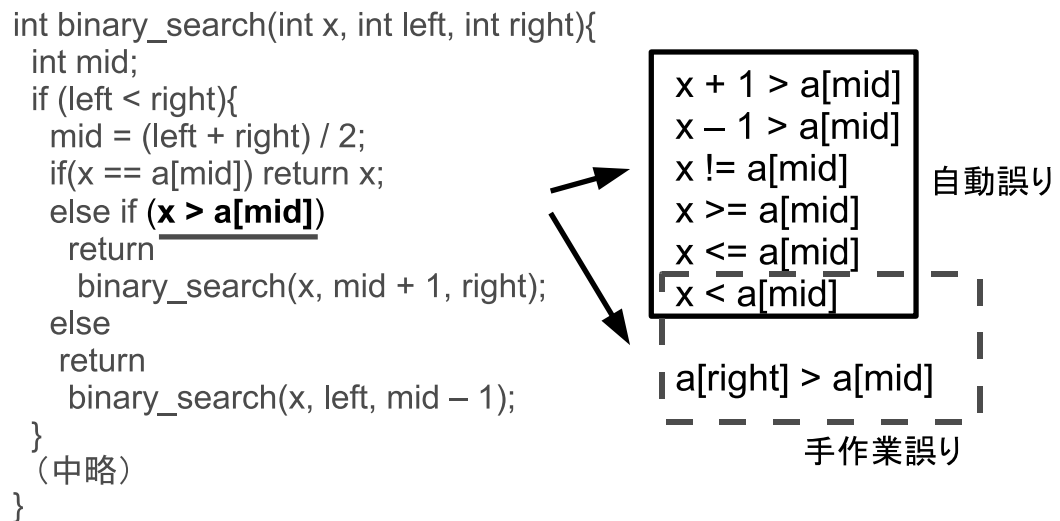 int binary_search(int x, int left, int right){
int mid;
if (left < right){
mid = (left + right) / 2;
if(x == a[mid]) return x;
else if (x > a[mid])
return
binary_search(x, mid + 1, right);
else
return
binary_search(x, left, mid – 1);
}
（中略）
}
x + 1 > a[mid]
x – 1 > a[mid]
x != a[mid]
x >= a[mid]
x <= a[mid]
x < a[mid]
a[right] > a[mid]
自動誤り
手作業誤り